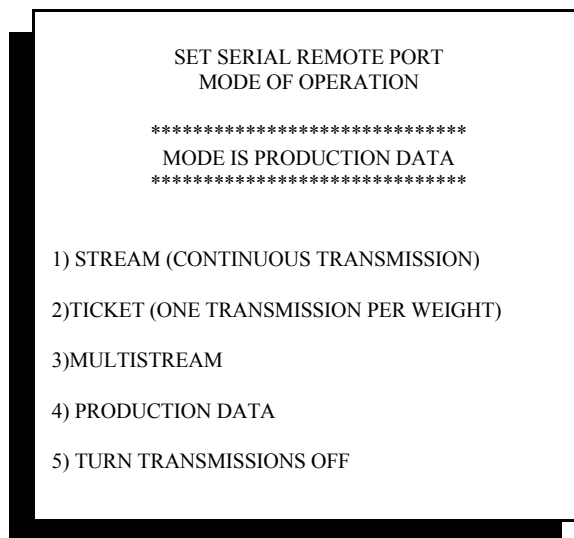 SET SERIAL REMOTE PORT
MODE OF OPERATION
******************************
MODE IS PRODUCTION DATA
******************************
1) STREAM (CONTINUOUS TRANSMISSION)
2)TICKET (ONE TRANSMISSION PER WEIGHT)
3)MULTISTREAM
4) PRODUCTION DATA
5) TURN TRANSMISSIONS OFF